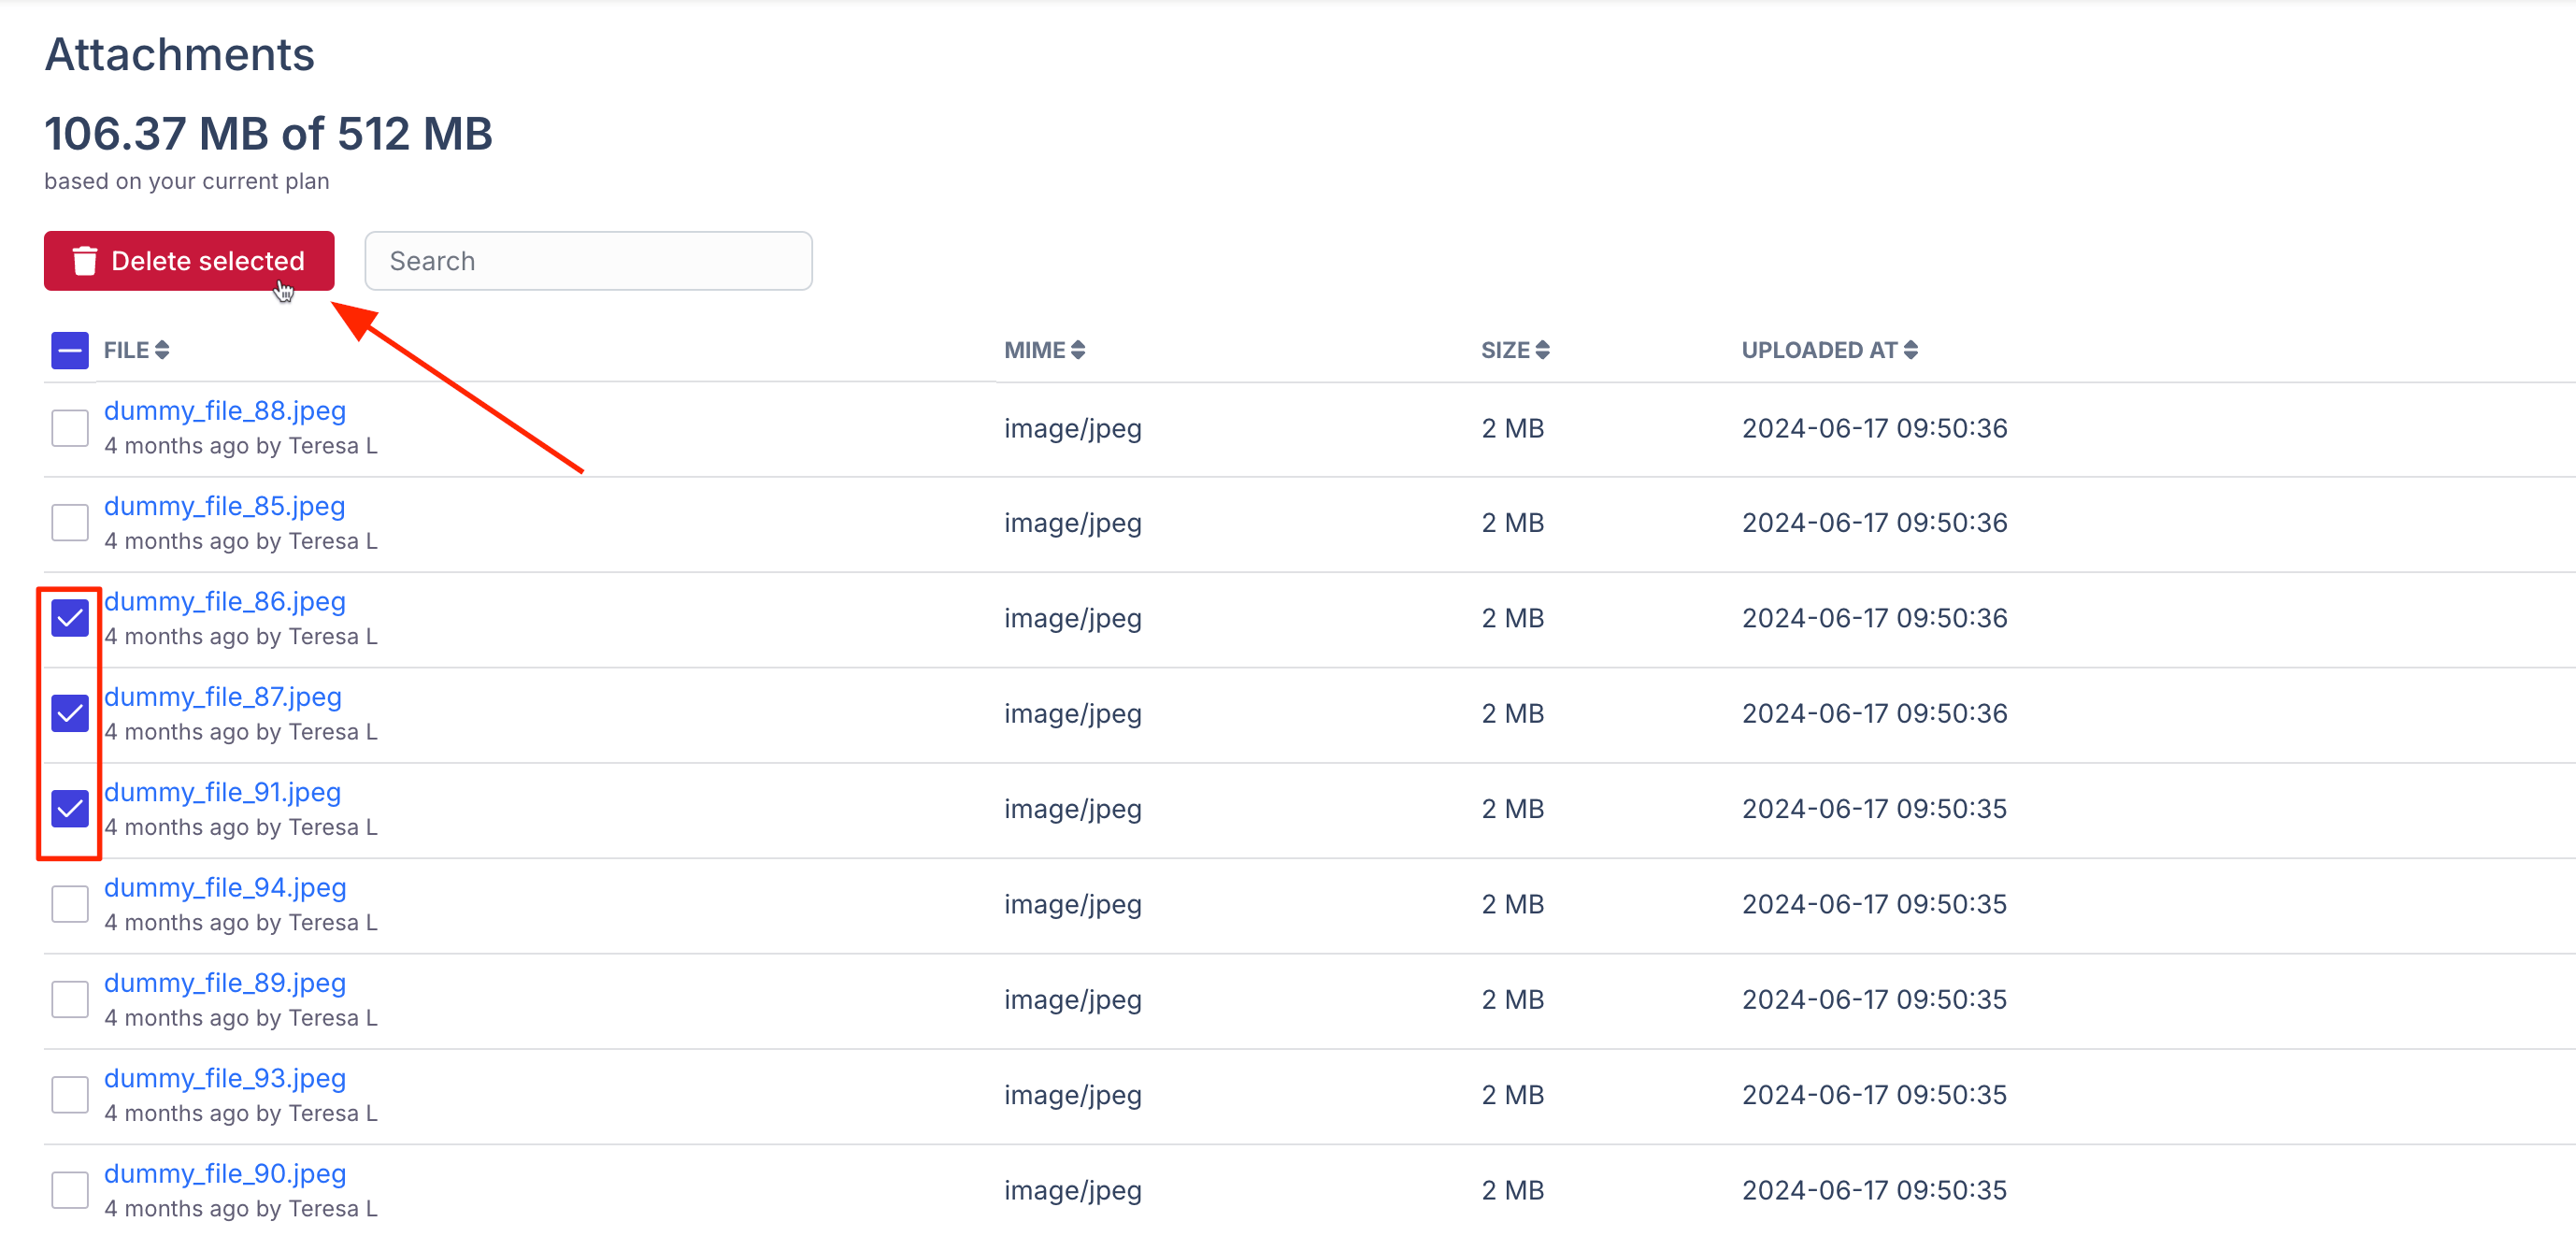 Attachments
106.37 MB of 512 MB
based on your current plan
Delete selected Search
FILE MIME SIZE UPLOADED AT
dummy_file_88.jpeg
4 months ago by Teresa L image/jpeg 2 MB 2024-06-17 09:50:36
dummy_file_85.jpeg
4 months ago by Teresa L image/jpeg 2 MB 2024-06-17 09:50:36
dummy_file_86.jpeg
4 months ago by Teresa L image/jpeg 2 MB 2024-06-17 09:50:36
dummy_file_87.jpeg
4 months ago by Teresa L image/jpeg 2 MB 2024-06-17 09:50:36
dummy_file_91.jpeg
4 months ago by Teresa L image/jpeg 2 MB 2024-06-17 09:50:35
dummy_file_94.jpeg
4 months ago by Teresa L image/jpeg 2 MB 2024-06-17 09:50:35
dummy_file_89.jpeg
4 months ago by Teresa L image/jpeg 2 MB 2024-06-17 09:50:35
dummy_file_93.jpeg
4 months ago by Teresa L image/jpeg 2 MB 2024-06-17 09:50:35
dummy_file_90.jpeg
4 months ago by Teresa L image/jpeg 2 MB 2024-06-17 09:50:35